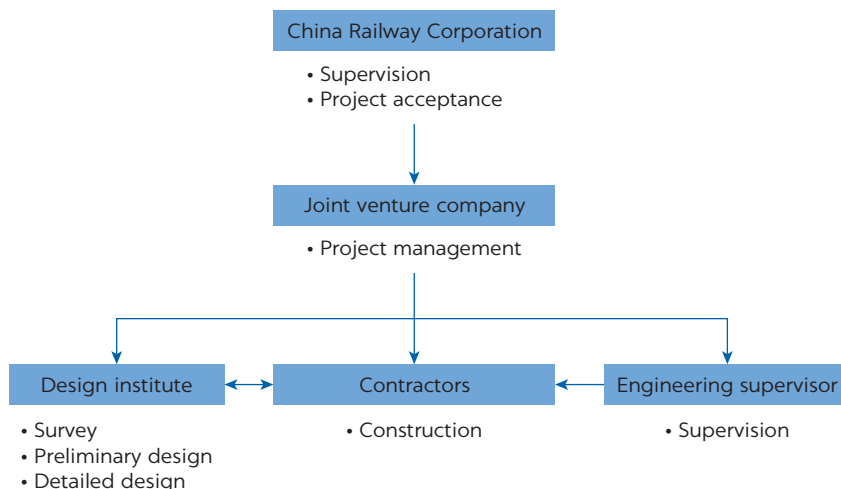 China Railway Corporation
• Supervision
• Project acceptance
Joint venture company
• Project management
Design institute
Contractors
Engineering supervisor
• Survey
• Preliminary design
• Detailed design
• Construction
• Supervision